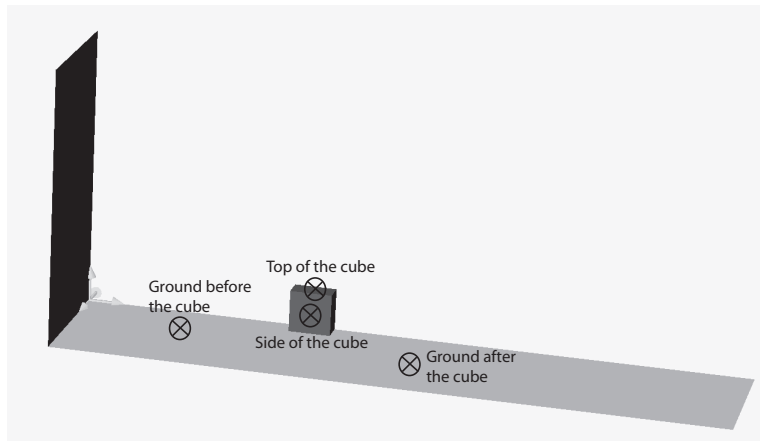 Top of the cube
Ground before
the cube
Side of the cube
Ground after
the cube